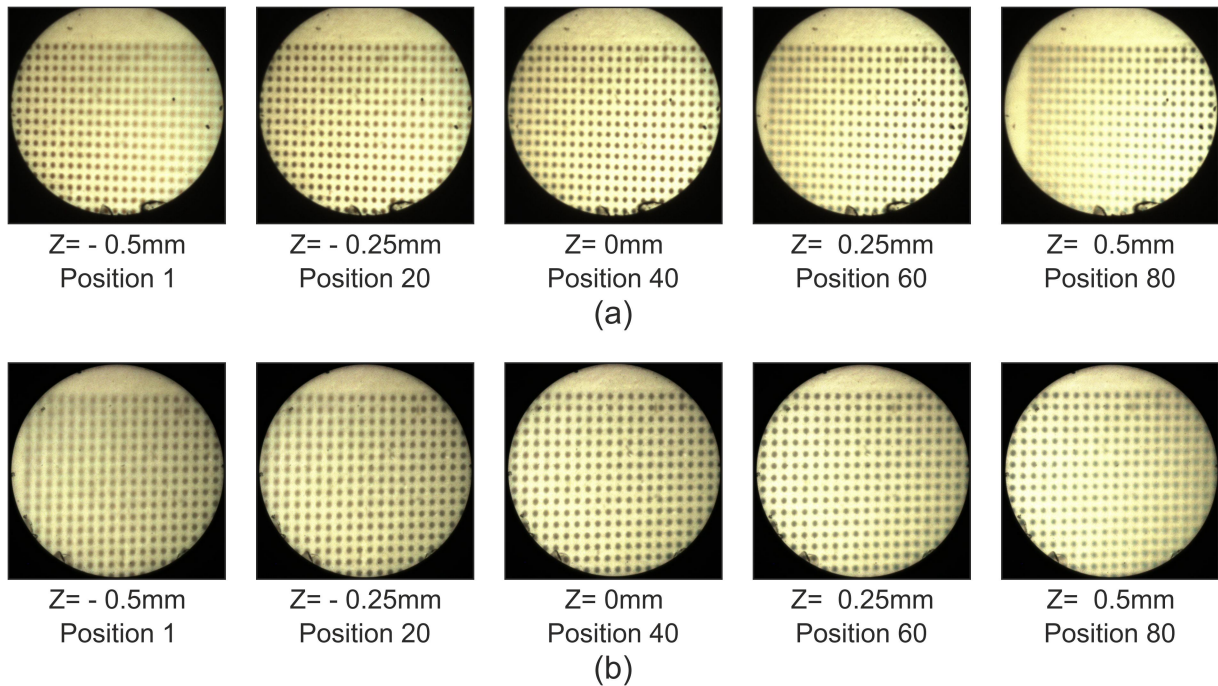 Z= - 0.5mm Z= - 0.25mm Z= 0mm Z= 0.25mm Z= 0.5mm
Position 1 Position 20 Position 40 Position 60 Position 80
(a)
Z= - 0.5mm Z= - 0.25mm Z= 0mm Z= 0.25mm Z= 0.5mm
Position 1 Position 20 Position 40 Position 60 Position 80
(b)